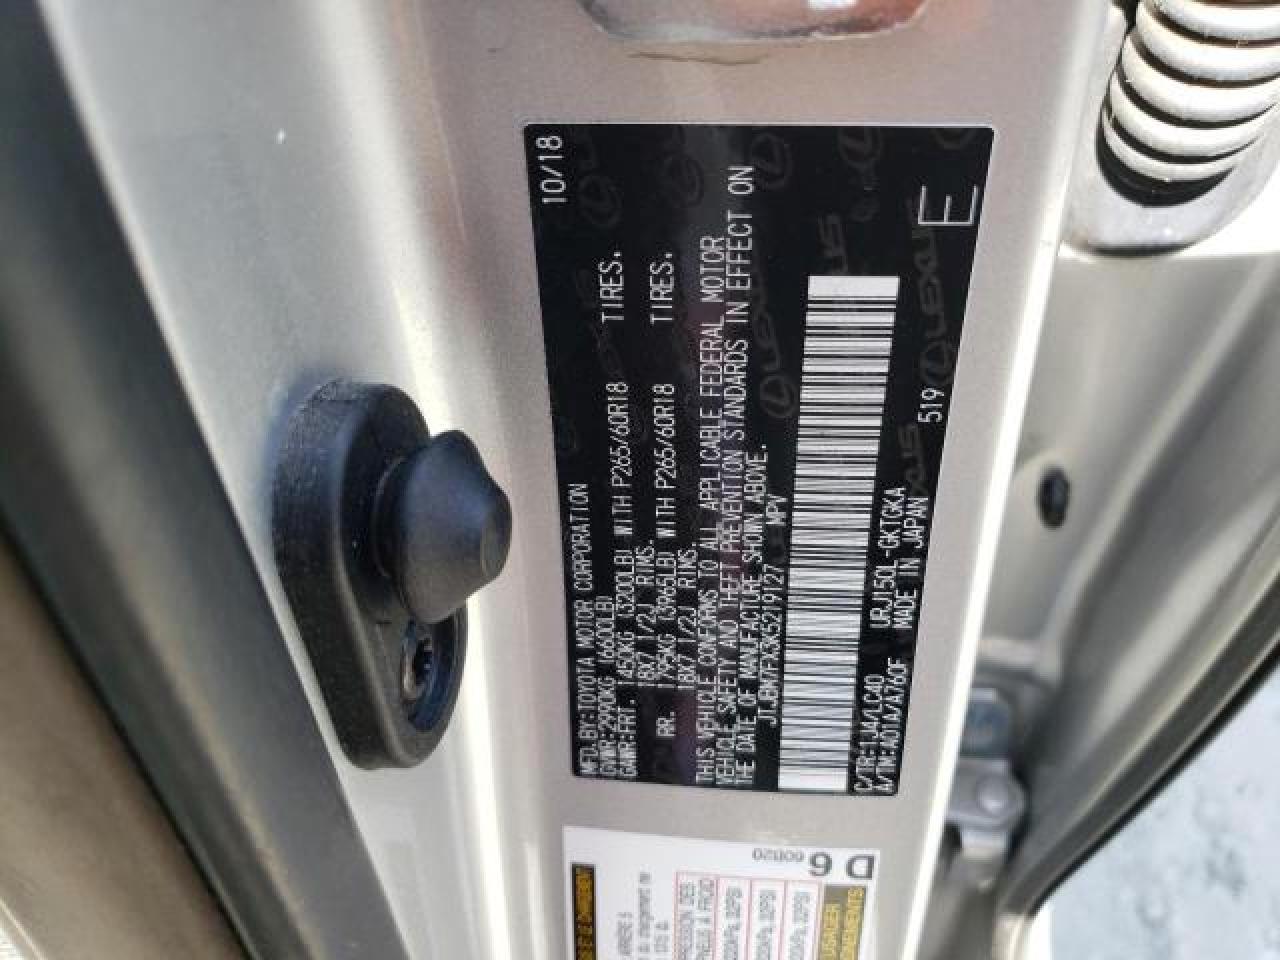 10/18
MFD.BY:TOYOTA MOTOR CORPORATION
GVWR:2990KG (6600LB)
GAWR:FRT. 1450KG (3200LB) WITH P265/60R18 TIRES.
18X7 1/2J RIMS.
RR. 1795KG (3965LB) WITH P265/60R18 TIRES.
18X7 1/2J RIMS.
THIS VEHICLE CONFORMS TO ALL APPLICABLE FEDERAL MOTOR
VEHICLE SAFETY AND THEFT PREVENTION STANDARDS IN EFFECT ON
THE DATE OF MANUFACTURE SHOWN ABOVE.
JTJBM7FX3K5219127 MPV
C/TR:1J4/LC40 URJ150L-GKTGKA
A/TM:A01A/A760F MADE IN JAPAN
519
E
LEXUS
D 6
60B20